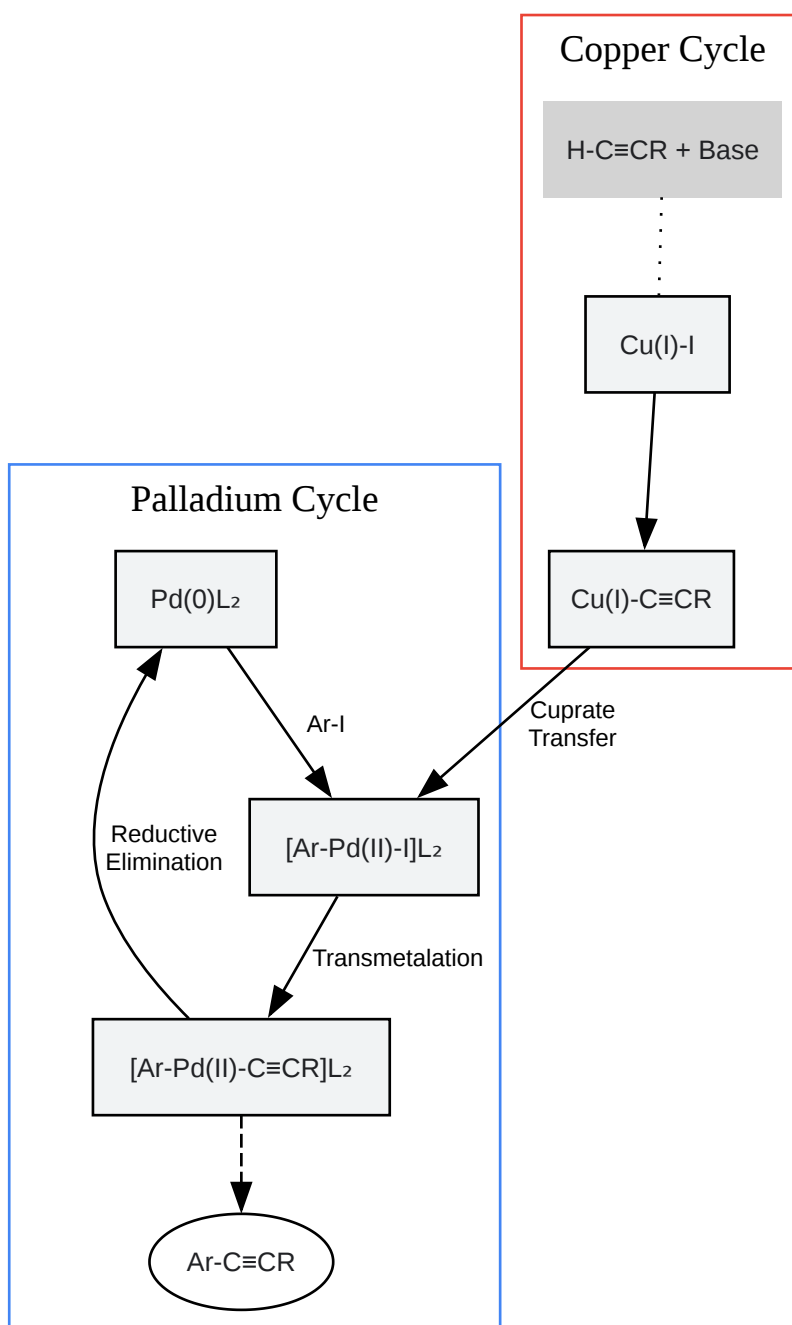 Copper Cycle
H-C≡CR + Base
Cu(I)-I
Cu(I)-C≡CR
Cuprate
Transfer
Palladium Cycle
Pd(0)L₂
Ar-I
[Ar-Pd(II)-I]L₂
Reductive
Elimination
Transmetalation
[Ar-Pd(II)-C≡CR]L₂
Ar-C≡CR